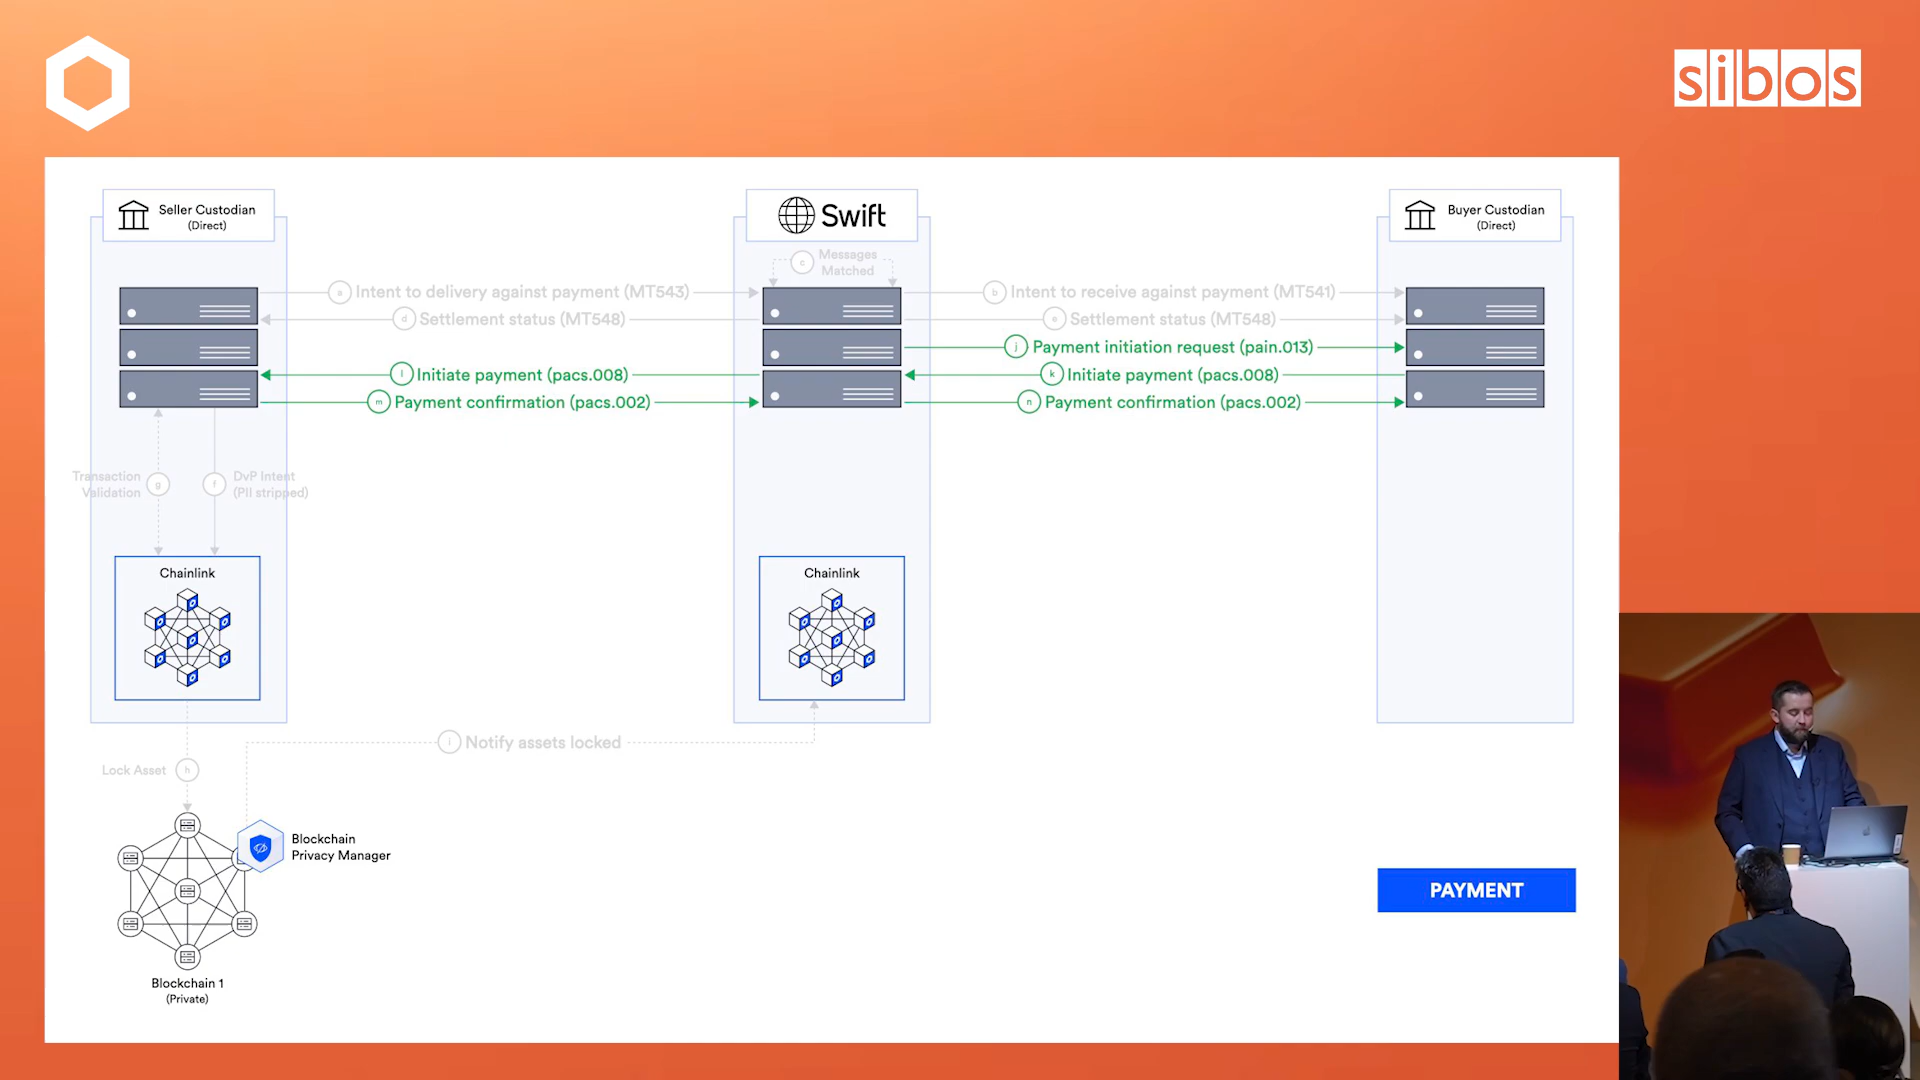 sibos
Seller Custodian
(Direct)
Swift
Buyer Custodian
(Direct)
c
Messages
Matched
a Intent to delivery against payment (MT543)
b Intent to receive against payment (MT541)
d Settlement status (MT548)
e Settlement status (MT548)
j Payment initiation request (pain.013)
l Initiate payment (pacs.008)
k Initiate payment (pacs.008)
m Payment confirmation (pacs.002)
n Payment confirmation (pacs.002)
Transaction
Validation
g
f
DvP Intent
(PII stripped)
Chainlink
Chainlink
i Notify assets locked
Lock Asset h
Blockchain
Privacy Manager
PAYMENT
Blockchain 1
(Private)